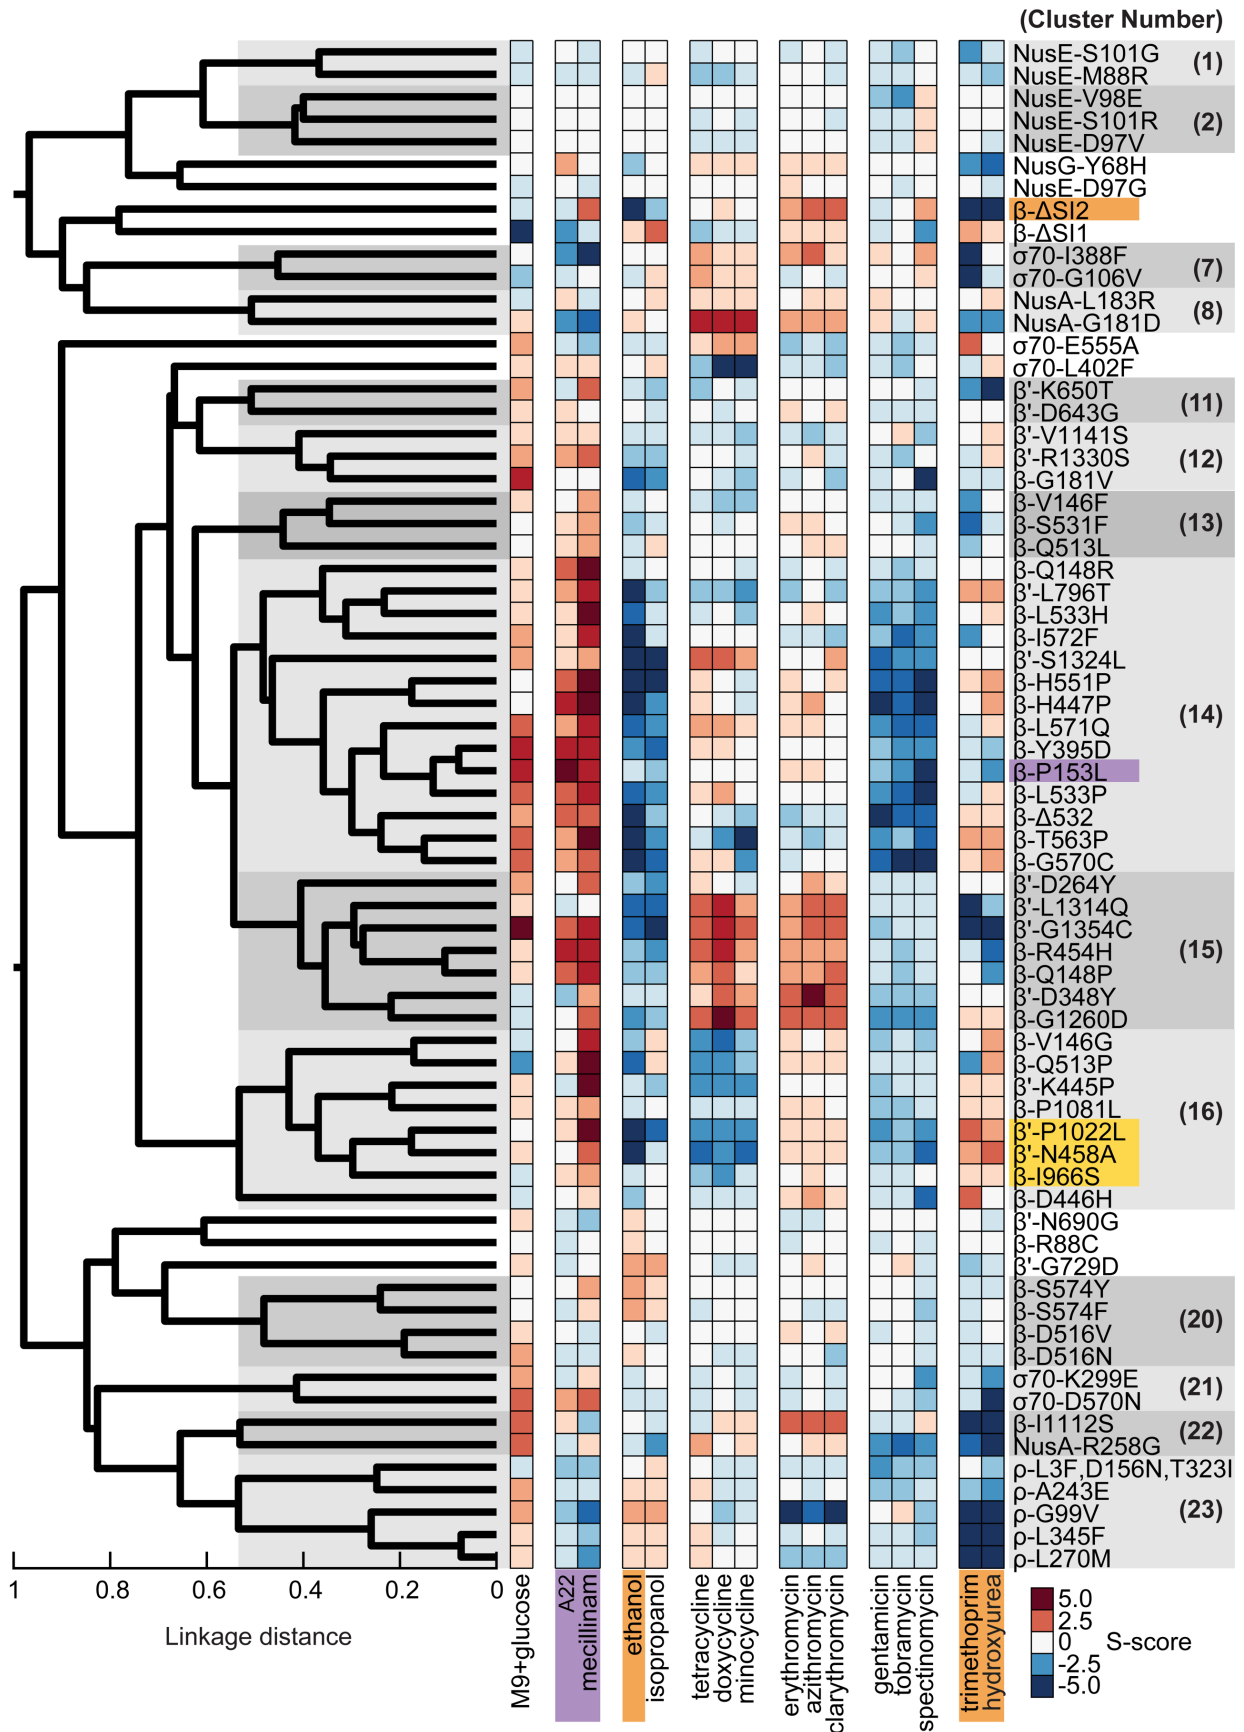 (Cluster Number)
NusE-S101G
(1)
NusE-M88R
NusE-V98E
NusE-S101R
(2)
NusE-D97V
NusG-Y68H
NusE-D97G
β-ΔSI2
β-ΔSI1
σ70-I388F
(7)
σ70-G106V
NusA-L183R
(8)
NusA-G181D
σ70-E555A
σ70-L402F
β'-K650T
(11)
β'-D643G
β'-V1141S
β'-R1330S
(12)
β-G181V
β-V146F
β-S531F
(13)
β-Q513L
β-Q148R
β'-L796T
β-L533H
β-I572F
β'-S1324L
β-H551P
β-H447P
(14)
β-L571Q
β-Y395D
β-P153L
β-L533P
β-Δ532
β-T563P
β-G570C
β'-D264Y
β'-L1314Q
β'-G1354C
(15)
β-R454H
β-Q148P
β'-D348Y
β-G1260D
β-V146G
β-Q513P
β'-K445P
β-P1081L
(16)
β'-P1022L
β'-N458A
β-I966S
β-D446H
β'-N690G
β-R88C
β'-G729D
β-S574Y
β-S574F
(20)
β-D516V
β-D516N
σ70-K299E
(21)
σ70-D570N
β-I1112S
(22)
NusA-R258G
ρ-L3F,D156N,T323I
ρ-A243E
ρ-G99V
(23)
ρ-L345F
ρ-L270M
1 0.8 0.6 0.4 0.2 0
Linkage distance
M9+glucose
A22
mecillinam
ethanol
isopropanol
tetracycline
doxycycline
minocycline
erythromycin
azithromycin
clarythromycin
gentamicin
tobramycin
spectinomycin
trimethoprim
hydroxyurea
5.0
2.5
0
-2.5
-5.0
S-score